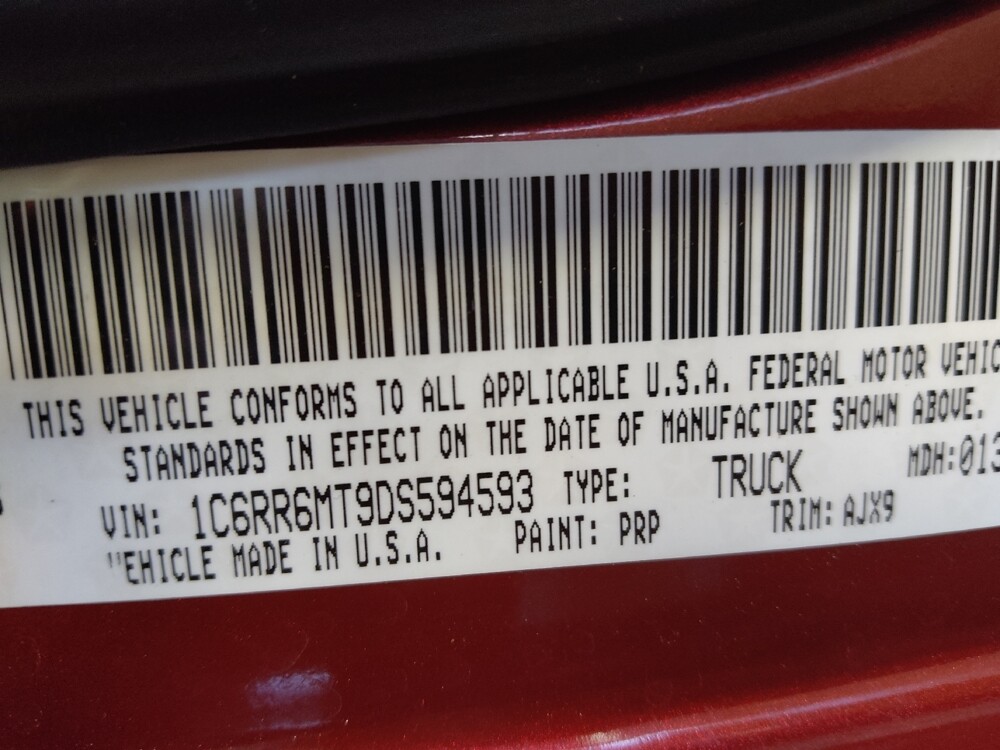 THIS VEHICLE CONFORMS TO ALL APPLICABLE U.S.A. FEDERAL MOTOR VEHIC
STANDARDS IN EFFECT ON THE DATE OF MANUFACTURE SHOWN ABOVE.
VIN: 1C6RR6MT9DS594593 TYPE: TRUCK MDH:013
"EHICLE MADE IN U.S.A. PAINT: PRP TRIM: AJX9